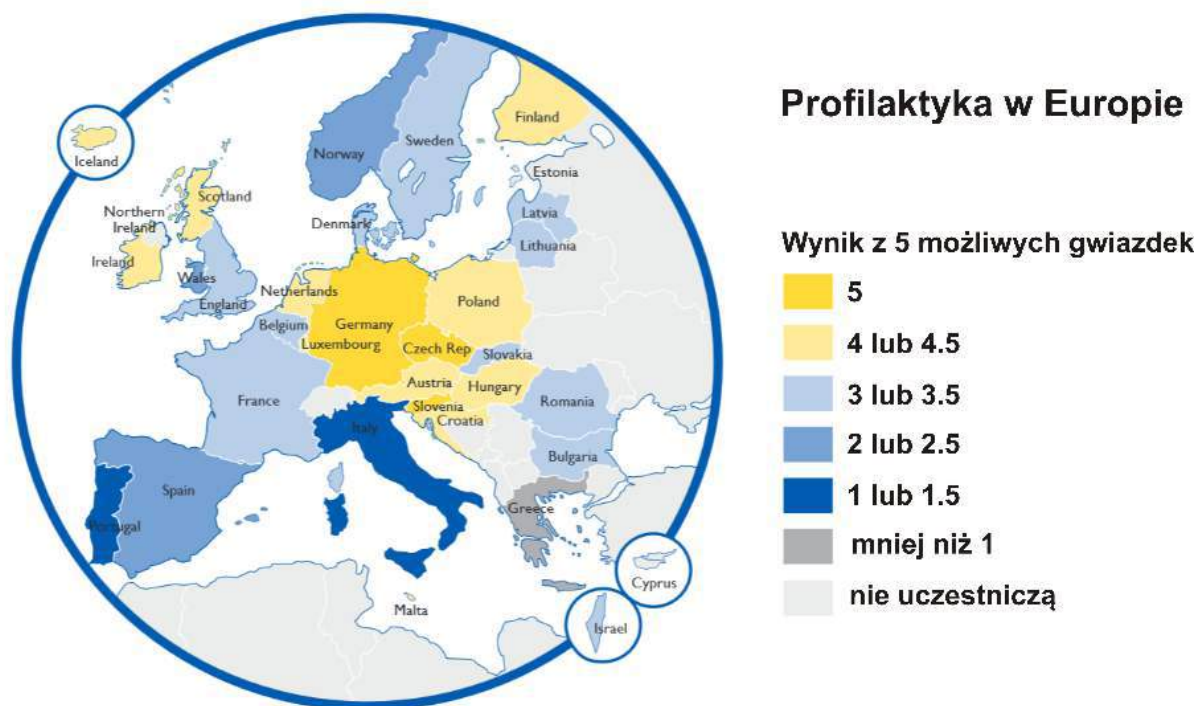 Profilaktyka w Europie
Wynik z 5 możliwych gwiazdek
5
4 lub 4.5
3 lub 3.5
2 lub 2.5
1 lub 1.5
mniej niż 1
nie uczestniczą
Iceland
Finland
Norway
Sweden
Estonia
Scotland
Northern
Ireland
Denmark
Latvia
Lithuania
Ireland
Wales
England
Netherlands
Poland
Belgium
Germany
Luxembourg
Czech Rep
Slovakia
Austria
Hungary
France
Slovenia
Romania
Croatia
Italy
Bulgaria
Spain
Portugal
Greece
Cyprus
Malta
Israel